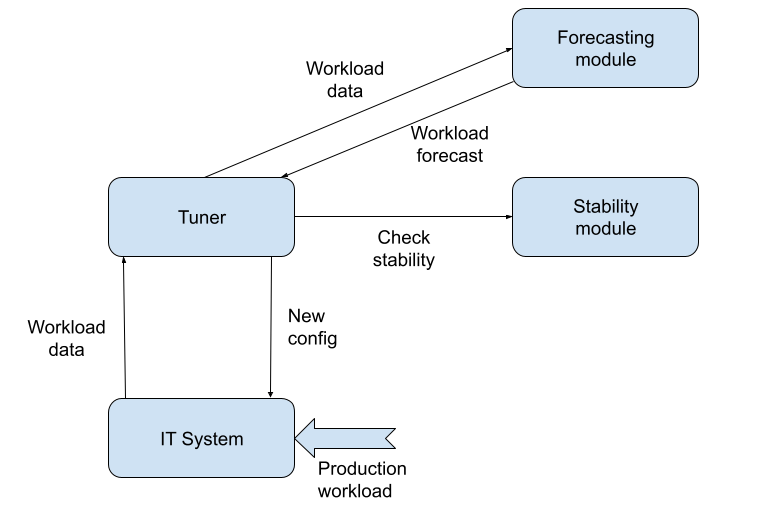 Forecasting
module
Workload
data
Workload
forecast
Tuner
Stability
module
Check
stability
Workload
data
New
config
IT System
Production
workload